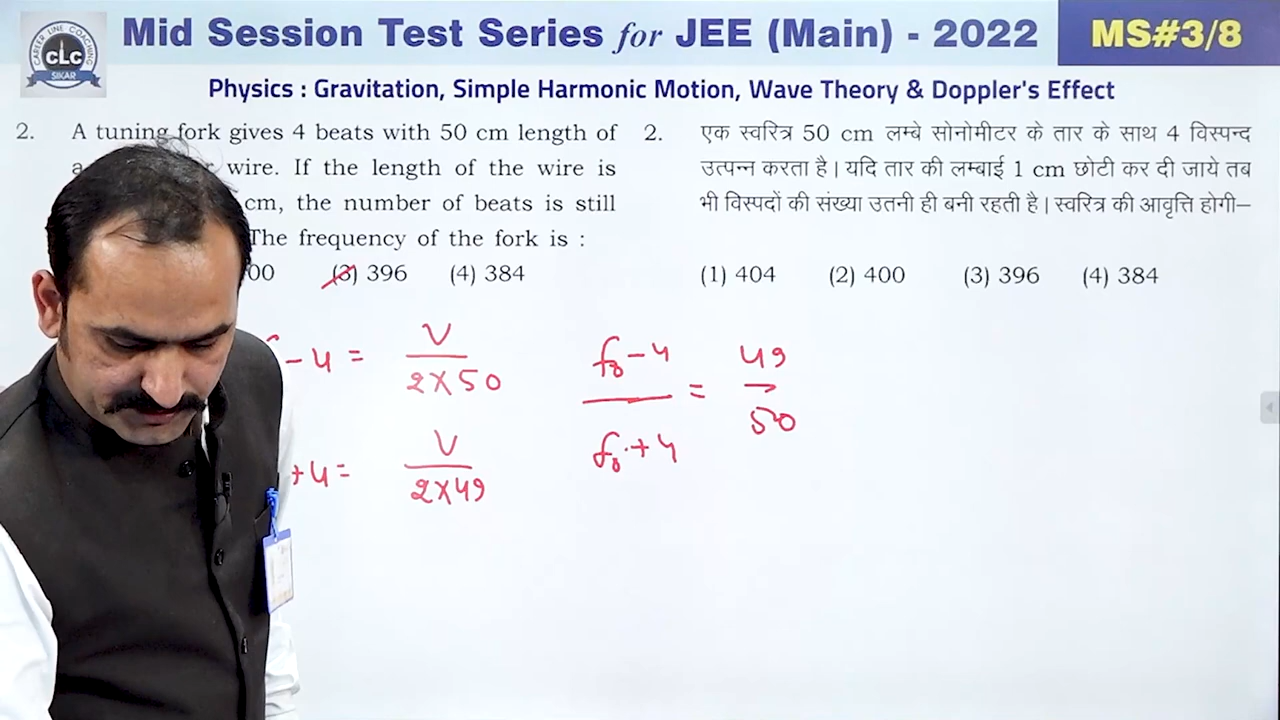 CAREER LINE COACHING
CLC
SIKAR
Mid Session Test Series for JEE (Main) - 2022
MS#3/8
Physics : Gravitation, Simple Harmonic Motion, Wave Theory & Doppler's Effect
2. A tuning fork gives 4 beats with 50 cm length of
wire. If the length of the wire is
cm, the number of beats is still
The frequency of the fork is :
(3) 396 (4) 384
2. एक स्वरित्र 50 cm लम्बे सोनोमीटर के तार के साथ 4 विस्पन्द
उत्पन्न करता है। यदि तार की लम्बाई 1 cm छोटी कर दी जाये तब
भी विस्पदों की संख्या उतनी ही बनी रहती है। स्वरित्र की आवृत्ति होगी–
(1) 404 (2) 400 (3) 396 (4) 384
- 4 = V / 2×50
+4 = V / 2×49
f₀-4 / f₀+4 = 49 / 50